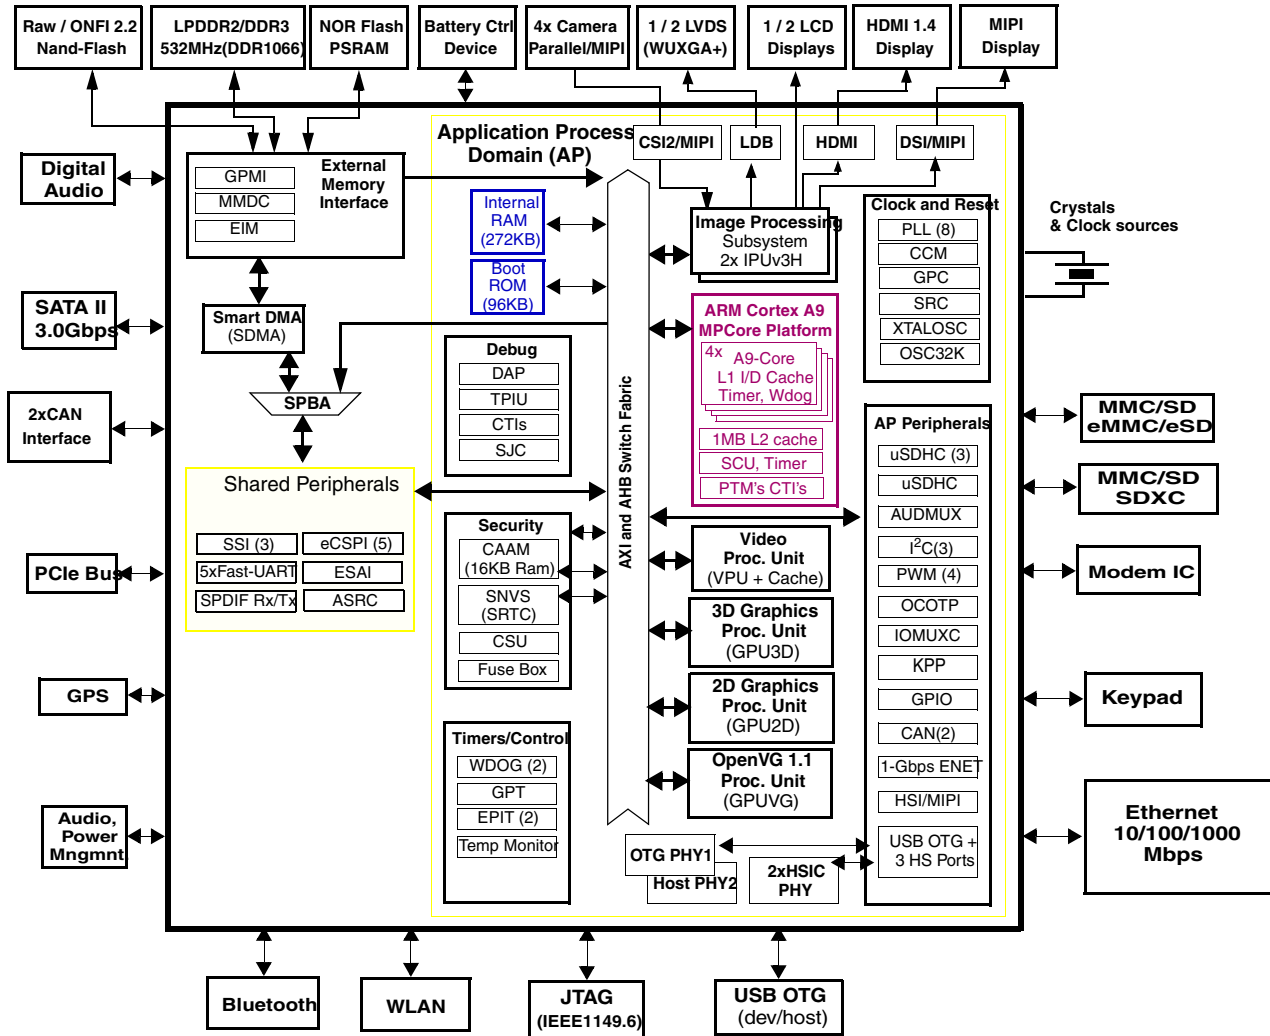 Raw / ONFI 2.2
Nand-Flash
LPDDR2/DDR3
532MHz(DDR1066)
NOR Flash
PSRAM
Battery Ctrl
Device
4x Camera
Parallel/MIPI
1 / 2 LVDS
(WUXGA+)
1 / 2 LCD
Displays
HDMI 1.4
Display
MIPI
Display
Digital
Audio
SATA II
3.0Gbps
2xCAN
Interface
PCIe Bus
GPS
Audio,
Power
Mngmnt.
External
Memory
Interface
GPMI
MMDC
EIM
Smart DMA
(SDMA)
SPBA
Shared Peripherals
SSI (3)
eCSPI (5)
5xFast-UART
ESAI
SPDIF Rx/Tx
ASRC
Application Process
Domain (AP)
Internal
RAM
(272KB)
Boot
ROM
(96KB)
Debug
DAP
TPIU
CTIs
SJC
Security
CAAM
(16KB Ram)
SNVS
(SRTC)
CSU
Fuse Box
Timers/Control
WDOG (2)
GPT
EPIT (2)
Temp Monitor
AXI and AHB Switch Fabric
CSI2/MIPI
LDB
HDMI
DSI/MIPI
Image Processing
Subsystem
2x IPUv3H
ARM Cortex A9
MPCore Platform
4x
A9-Core
L1 I/D Cache
Timer, Wdog
1MB L2 cache
SCU, Timer
PTM's CTI's
Video
Proc. Unit
(VPU + Cache)
3D Graphics
Proc. Unit
(GPU3D)
2D Graphics
Proc. Unit
(GPU2D)
OpenVG 1.1
Proc. Unit
(GPUVG)
OTG PHY1
Host PHY2
2xHSIC
PHY
Clock and Reset
PLL (8)
CCM
GPC
SRC
XTALOSC
OSC32K
AP Peripherals
uSDHC (3)
uSDHC
AUDMUX
I²C(3)
PWM (4)
OCOTP
IOMUXC
KPP
GPIO
CAN(2)
1-Gbps ENET
HSI/MIPI
USB OTG +
3 HS Ports
Crystals
& Clock sources
MMC/SD
eMMC/eSD
MMC/SD
SDXC
Modem IC
Keypad
Ethernet
10/100/1000
Mbps
Bluetooth
WLAN
JTAG
(IEEE1149.6)
USB OTG
(dev/host)